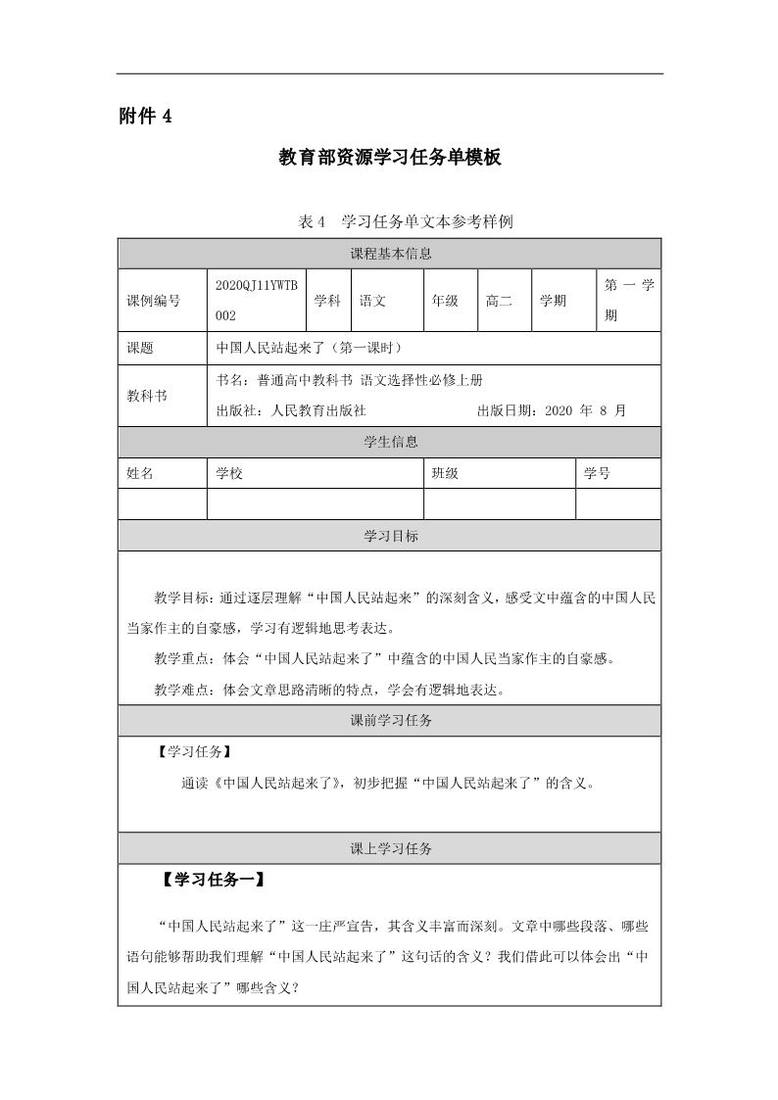 附件 4
教育部资源学习任务单模板
表 4 学习任务单文本参考样例
课程基本信息
课例编号 2020QJ11YWTB002 学科 语文 年级 高二 学期 第一学期
课题 中国人民站起来了（第一课时）
教科书 书名：普通高中教科书 语文选择性必修上册
出版社：人民教育出版社 出版日期：2020 年 8 月
学生信息
姓名 学校 班级 学号
学习目标
教学目标：通过逐层理解“中国人民站起来”的深刻含义，感受文中蕴含的中国人民
当家作主的自豪感，学习有逻辑地思考表达。
教学重点：体会“中国人民站起来了”中蕴含的中国人民当家作主的自豪感。
教学难点：体会文章思路清晰的特点，学会有逻辑地表达。
课前学习任务
【学习任务】
通读《中国人民站起来了》，初步把握“中国人民站起来了”的含义。
课上学习任务
【学习任务一】
“中国人民站起来了”这一庄严宣告，其含义丰富而深刻。文章中哪些段落、哪些
语句能够帮助我们理解“中国人民站起来了”这句话的含义？我们借此可以体会出“中
国人民站起来了”哪些含义？